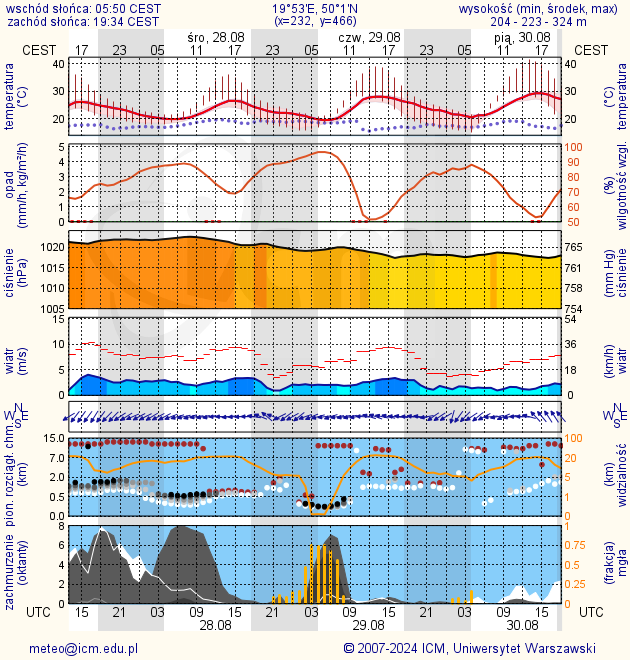 wschód słońca: 05:50 CEST
19°53'E, 50°1'N
wysokość (min, środek, max)
zachód słońca: 19:34 CEST
(x=232, y=466)
204 - 223 - 324 m
śro, 28.08 czw, 29.08 pią, 30.08
CEST 17 23 05 11 17 23 05 11 17 23 05 11 17 CEST
temperatura
(°C)
40 40
30 30
20 20
(°C)
temperatura
opad
(mm/h, kg/m²/h)
5 100
4 90
3 80
2 70
1 60
0 50
(%)
wilgotność wzgl.
ciśnienie
(hPa)
1020 765
1015 761
1010 758
1005 754
(mm Hg)
ciśnienie
wiatr
(m/s)
15 54
10 36
5 18
0 0
(km/h)
wiatr
N
W E
S
N
W E
S
pion. rozciągł. chm.
(km)
15.0 100
7.0 20
2.0 5
0.5 1
0.0 0
(km)
widzialność
zachmurzenie
(oktanty)
8 1
6 0.75
4 0.5
2 0.25
0 0
(frakcja)
mgła
UTC 15 21 03 09 15 21 03 09 15 21 03 09 15 UTC
28.08 29.08 30.08
meteo@icm.edu.pl
© 2007-2024 ICM, Uniwersytet Warszawski